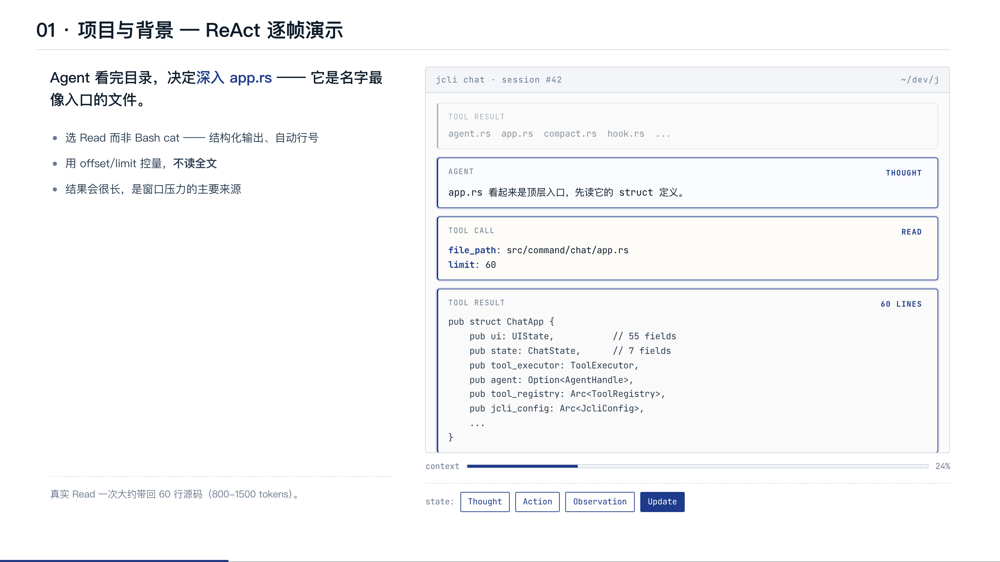 01 · 项目与背景 — ReAct 逐帧演示
Agent 看完目录，决定深入 app.rs —— 它是名字最
像入口的文件。
选 Read 而非 Bash cat —— 结构化输出、自动行号
用 offset/limit 控量，不读全文
结果会很长，是窗口压力的主要来源
真实 Read 一次大约带回 60 行源码（800–1500 tokens）。
jcli chat · session #42 ~/dev/j
TOOL RESULT
agent.rs  app.rs  compact.rs  hook.rs  ...
AGENT THOUGHT
app.rs 看起来是顶层入口，先读它的 struct 定义。
TOOL CALL READ
file_path: src/command/chat/app.rs
limit: 60
TOOL RESULT 60 LINES
pub struct ChatApp {
    pub ui: UIState,           // 55 fields
    pub state: ChatState,      // 7 fields
    pub tool_executor: ToolExecutor,
    pub agent: Option<AgentHandle>,
    pub tool_registry: Arc<ToolRegistry>,
    pub jcli_config: Arc<JcliConfig>,
    ...
}
context 24%
state: Thought Action Observation Update